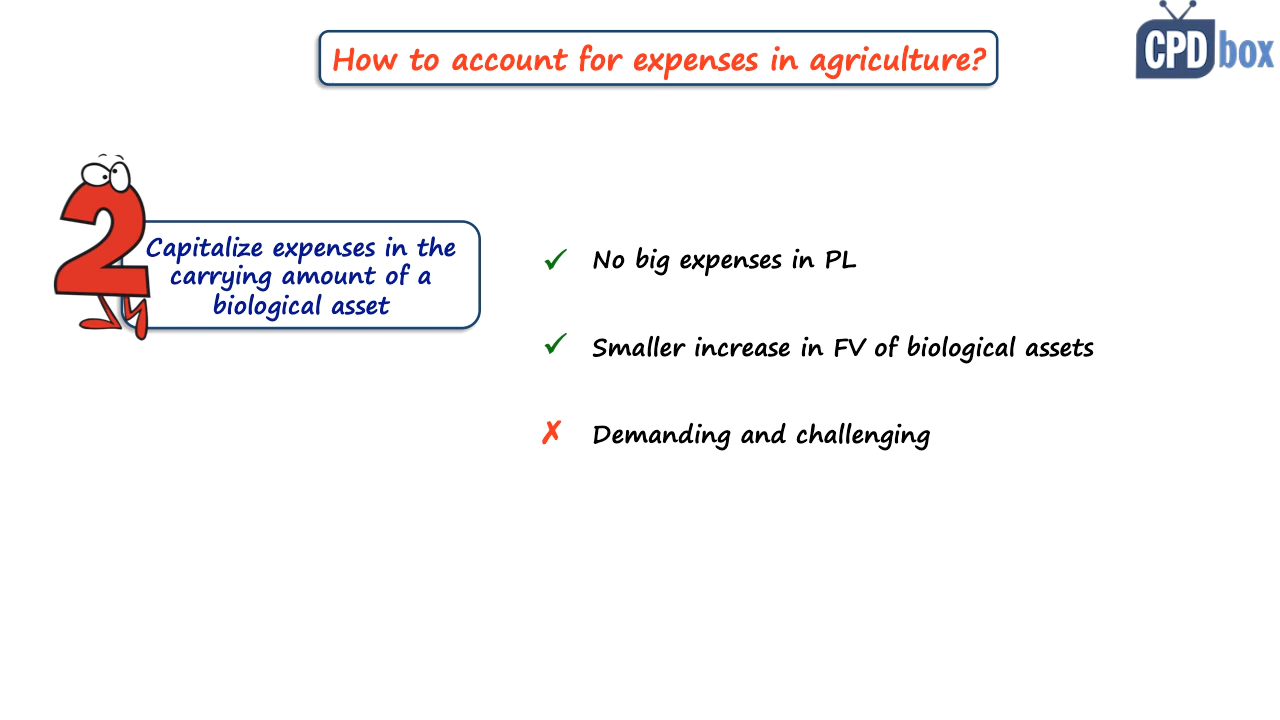 How to account for expenses in agriculture?
CPD box
2
Capitalize expenses in the
carrying amount of a
biological asset
✓ No big expenses in PL
✓ Smaller increase in FV of biological assets
✗ Demanding and challenging